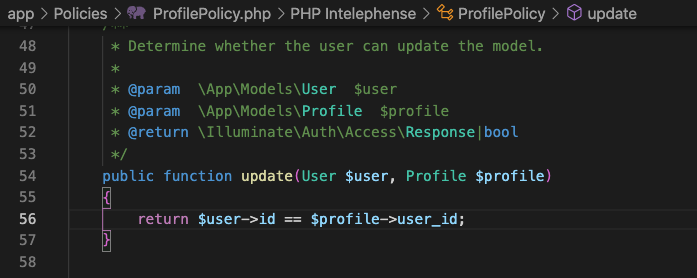 app > Policies > ProfilePolicy.php > PHP Intelephense > ProfilePolicy > update
47 /**
48 * Determine whether the user can update the model.
49 *
50 * @param \App\Models\User $user
51 * @param \App\Models\Profile $profile
52 * @return \Illuminate\Auth\Access\Response|bool
53 */
54 public function update(User $user, Profile $profile)
55 {
56 return $user->id == $profile->user_id;
57 }
58